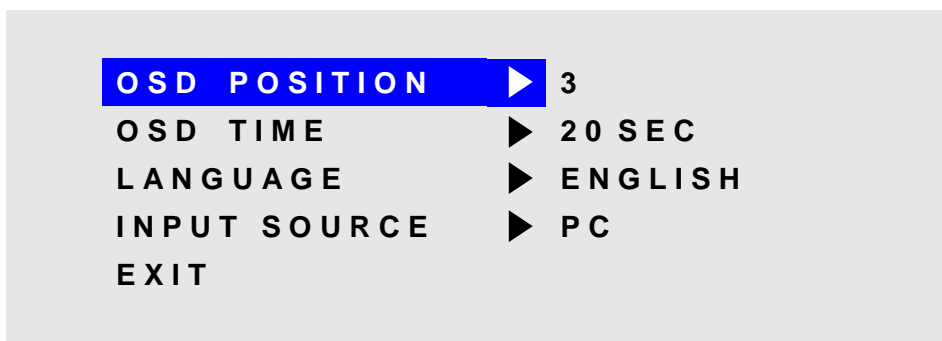 OSD POSITION ▶ 3
OSD TIME ▶ 20 SEC
LANGUAGE ▶ ENGLISH
INPUT SOURCE ▶ PC
EXIT